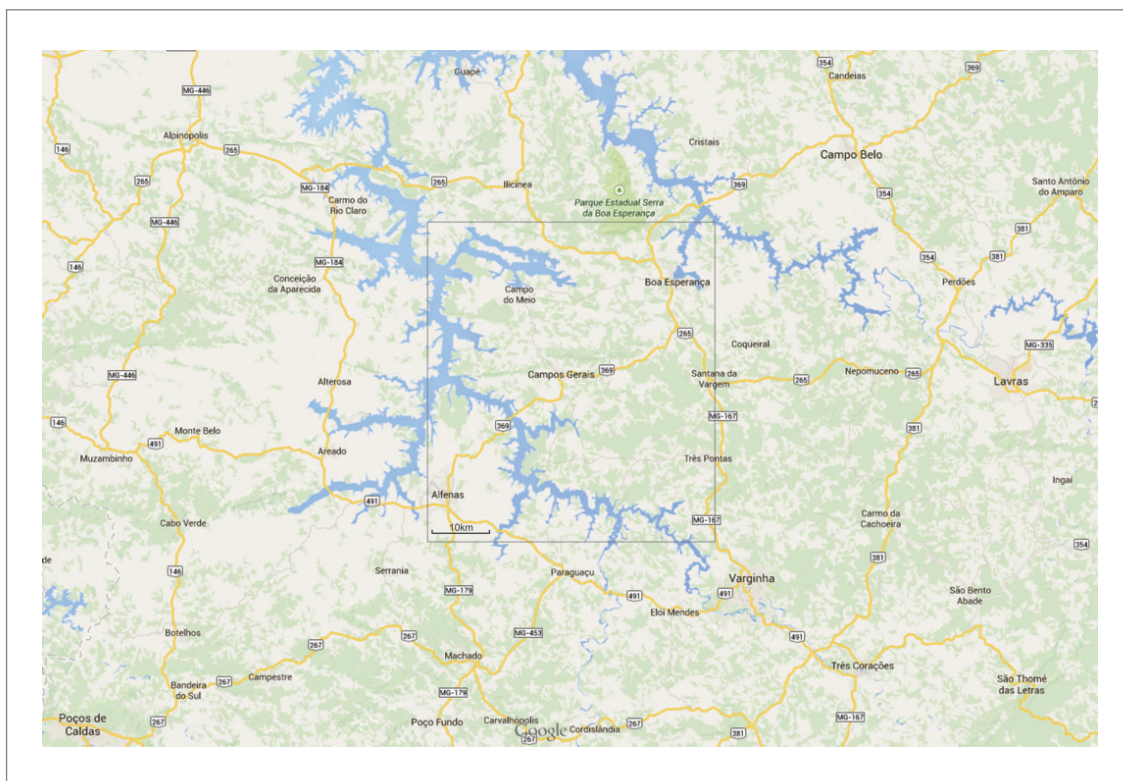 354
369
Guapé
Candeias
MG-446
Alpinópolis
Cristais
146
265
Campo Belo
265
265
MG-184
Ilicínea
369
Santo Antônio
do Amparo
Carmo do
Rio Claro
Parque Estadual Serra
da Boa Esperança
354
MG-446
381
146
MG-184
354
381
Conceição
da Aparecida
Campo
do Meio
Boa Esperança
Perdões
265
Coqueiral
MG-335
MG-446
Alterosa
Campos Gerais
369
Santana da
Vargem
265
Nepomuceno
265
Lavras
146
MG-167
369
381
491
Monte Belo
Muzambinho
Areado
Três Pontas
Ingaí
491
Alfenas
Carmo da
Cachoeira
Cabo Verde
10km
MG-167
354
de
381
146
Serrania
Paraguaçu
Varginha
MG-179
491
491
São Bento
Abade
Elói Mendes
Botelhos
267
MG-453
491
267
Machado
Três Corações
Bandeira
do Sul
267
Campestre
MG-179
São Thomé
das Letras
267
Poços de
Caldas
267
Poço Fundo
Carvalhópolis
Google
Cordislândia
267
267
381
MG-167